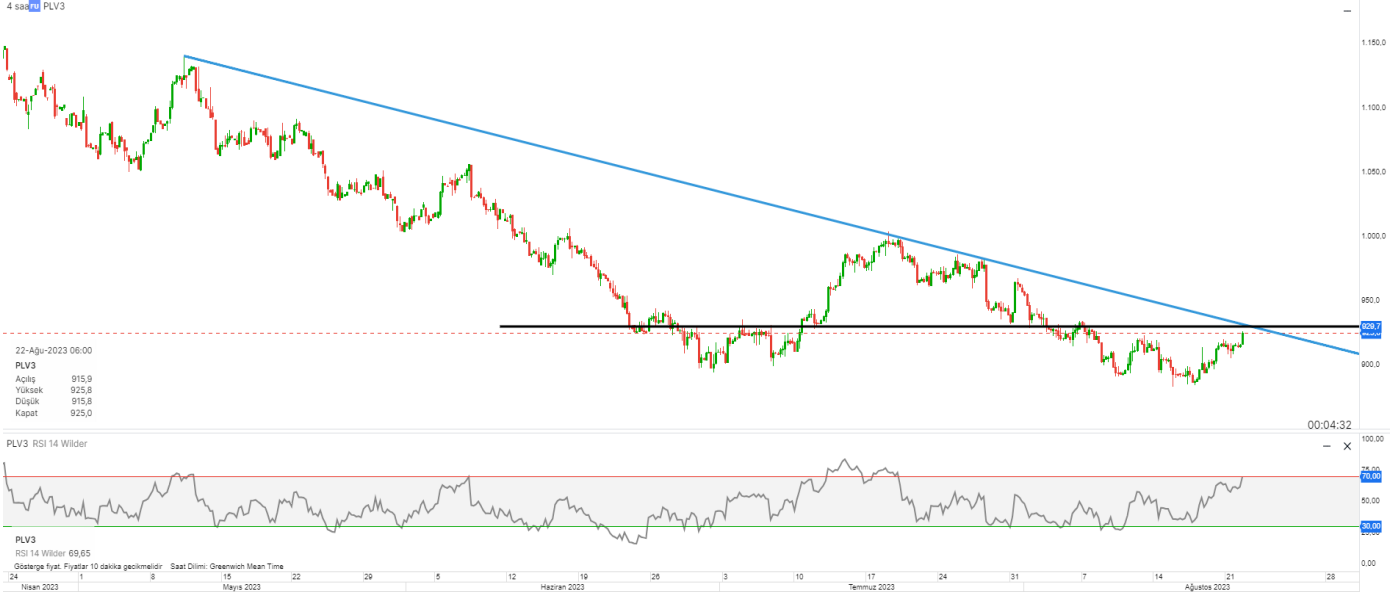 4 saa ru PLV3
1.150,0
1.100,0
1.050,0
1.000,0
950,0
929,7
900,0
22-Ağu-2023 06:00
PLV3
Açılış 915,9
Yüksek 925,8
Düşük 915,8
Kapat 925,0
00:04:32
PLV3 RSI 14 Wilder
100,00
75,00
70,00
50,00
30,00
25,00
0,00
PLV3
RSI 14 Wilder 69,65
Gösterge fiyat. Fiyatlar 10 dakika gecikmelidir Saat Dilimi: Greenwich Mean Time
24 1 8 15 22 29 5 12 19 26 3 10 17 24 31 7 14 21 28
Nisan 2023 Mayıs 2023 Haziran 2023 Temmuz 2023 Ağustos 2023